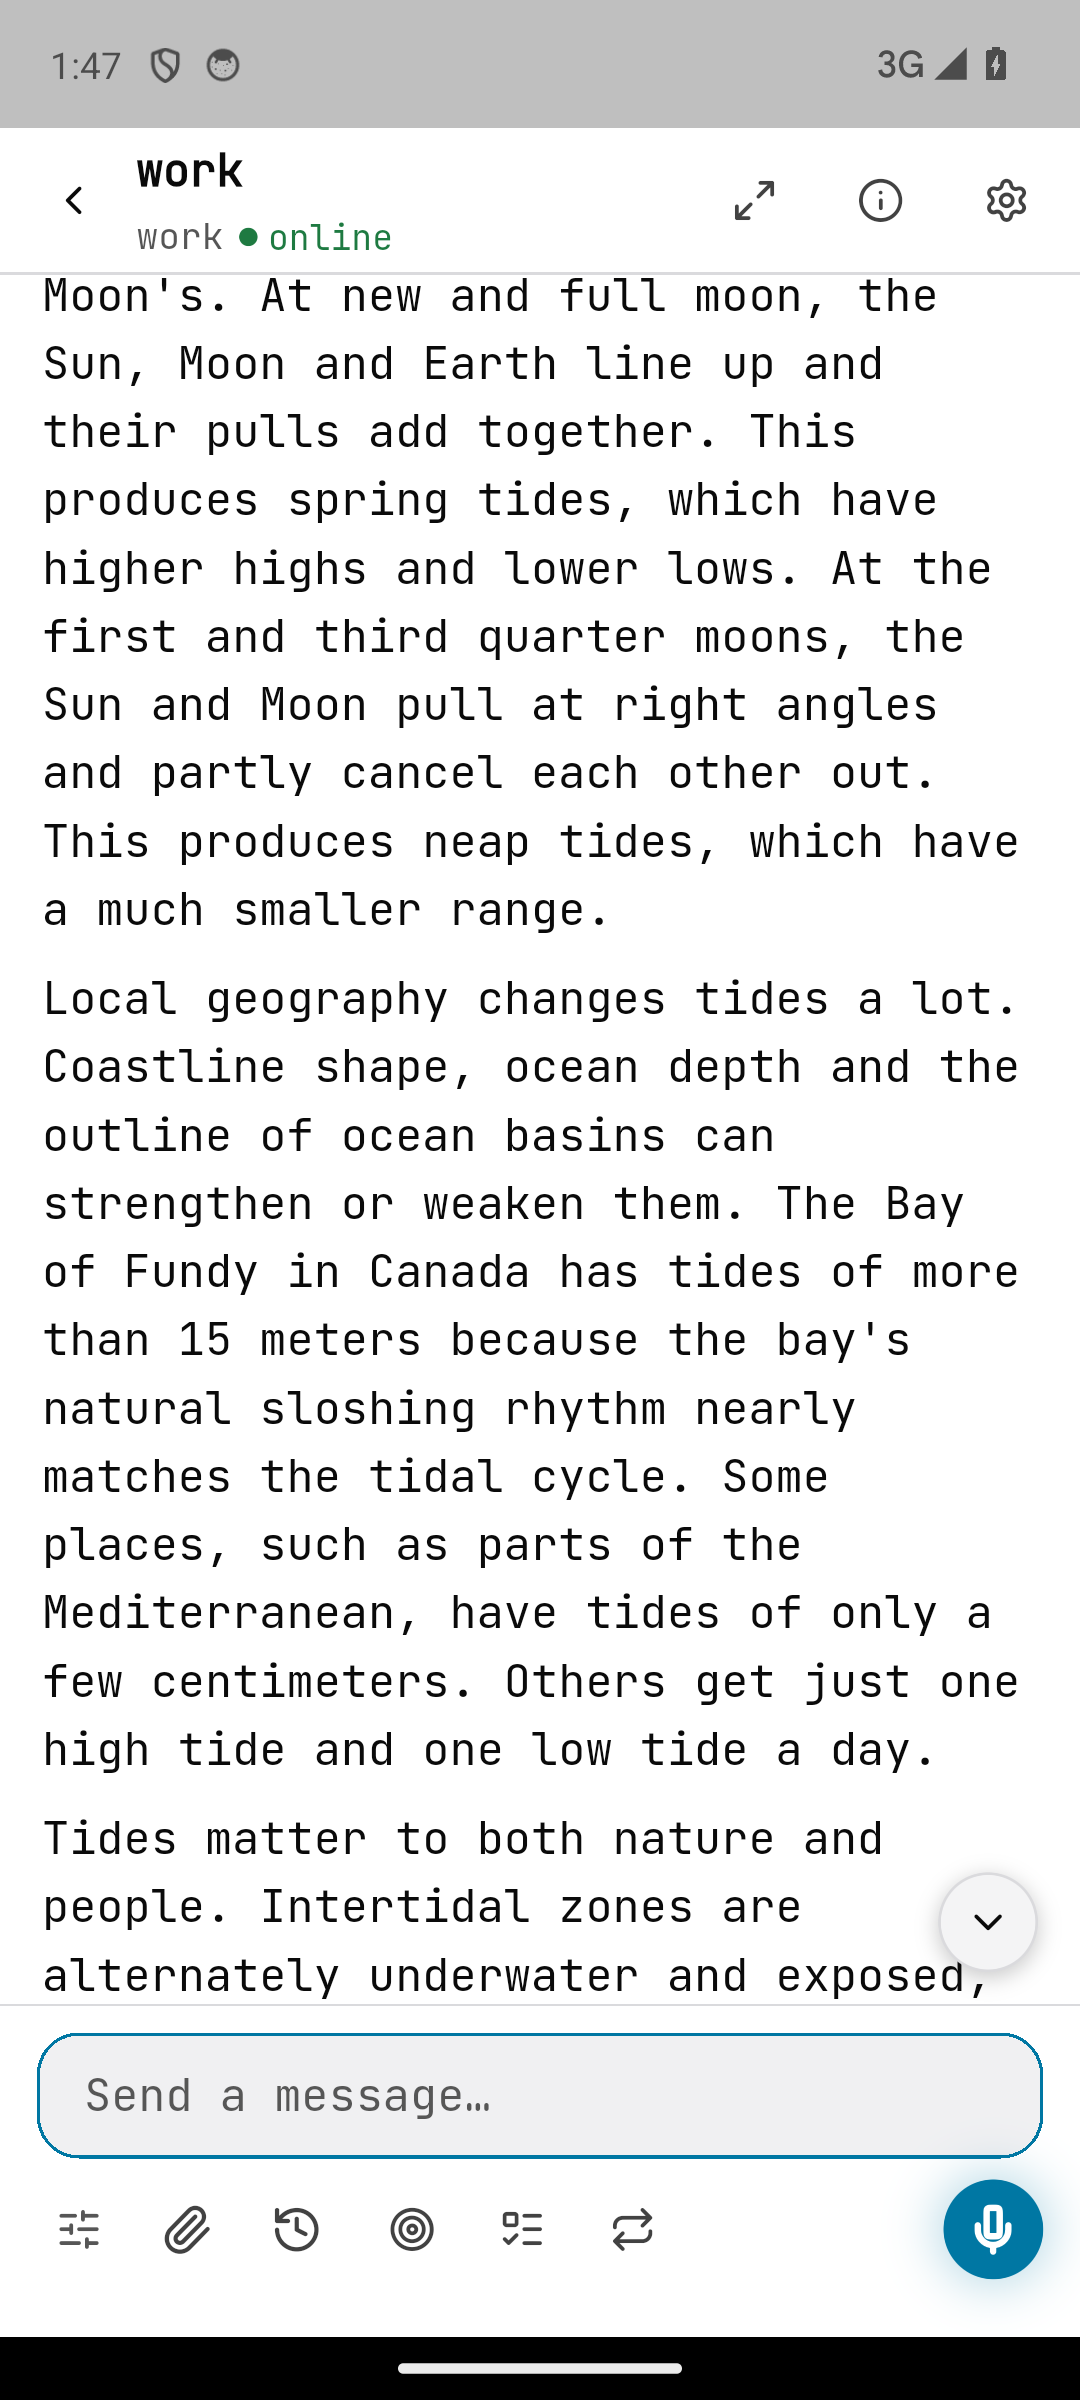 1:47
3G
work
work ● online
Moon's. At new and full moon, the
Sun, Moon and Earth line up and
their pulls add together. This
produces spring tides, which have
higher highs and lower lows. At the
first and third quarter moons, the
Sun and Moon pull at right angles
and partly cancel each other out.
This produces neap tides, which have
a much smaller range.
Local geography changes tides a lot.
Coastline shape, ocean depth and the
outline of ocean basins can
strengthen or weaken them. The Bay
of Fundy in Canada has tides of more
than 15 meters because the bay's
natural sloshing rhythm nearly
matches the tidal cycle. Some
places, such as parts of the
Mediterranean, have tides of only a
few centimeters. Others get just one
high tide and one low tide a day.
Tides matter to both nature and
people. Intertidal zones are
alternately underwater and exposed,
Send a message…